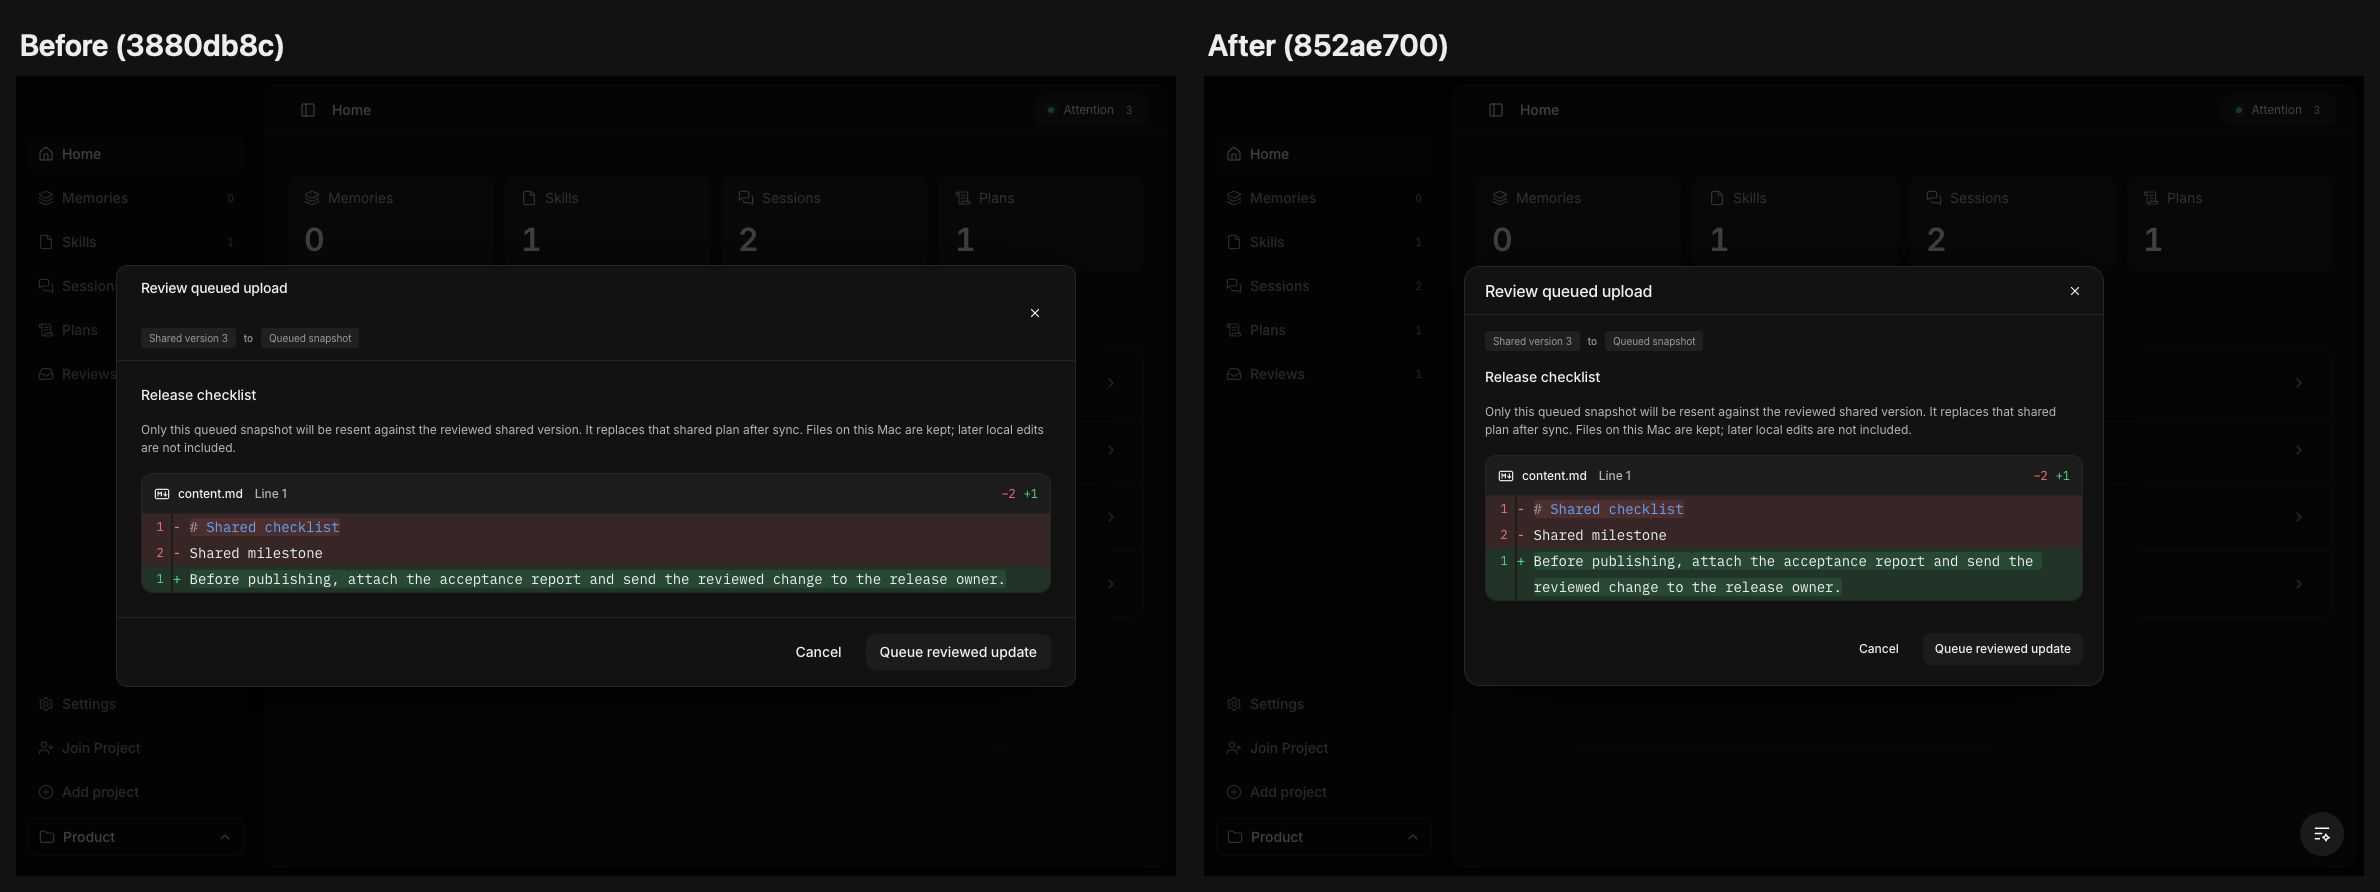 Before (3880db8c)
Home
Attention 3
Home
Memories 0
Skills 1
Sessions
Plans
Reviews
Memories
0
Skills
1
Sessions
2
Plans
1
Review queued upload
Shared version 3 to Queued snapshot
Release checklist
Only this queued snapshot will be resent against the reviewed shared version. It replaces that shared plan after sync. Files on this Mac are kept; later local edits
are not included.
content.md Line 1 −2 +1
1 - # Shared checklist
2 - Shared milestone
1 + Before publishing, attach the acceptance report and send the reviewed change to the release owner.
Cancel Queue reviewed update
Settings
Join Project
Add project
Product
After (852ae700)
Home
Attention 3
Home
Memories 0
Skills 1
Sessions 2
Plans 1
Reviews 1
Memories
0
Skills
1
Sessions
2
Plans
1
Review queued upload
Shared version 3 to Queued snapshot
Release checklist
Only this queued snapshot will be resent against the reviewed shared version. It replaces that shared
plan after sync. Files on this Mac are kept; later local edits are not included.
content.md Line 1 −2 +1
1 - # Shared checklist
2 - Shared milestone
1 + Before publishing, attach the acceptance report and send the
reviewed change to the release owner.
Cancel Queue reviewed update
Settings
Join Project
Add project
Product